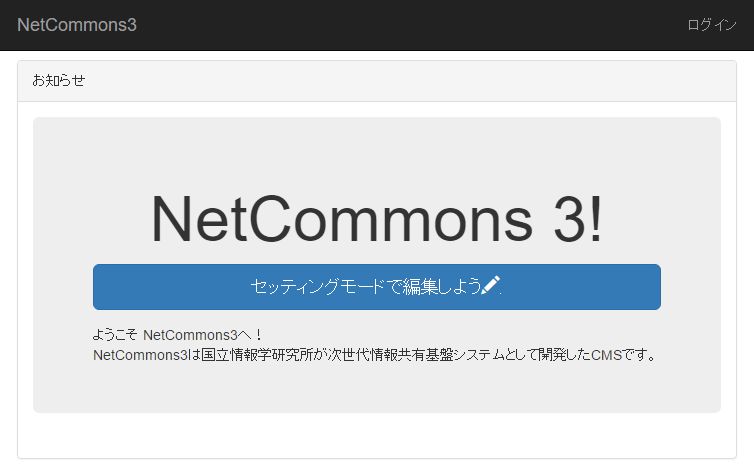 NetCommons3
ログイン
お知らせ
NetCommons 3!
セッティングモードで編集しよう
ようこそ NetCommons3へ！
NetCommons3は国立情報学研究所が次世代情報共有基盤システムとして開発したCMSです。